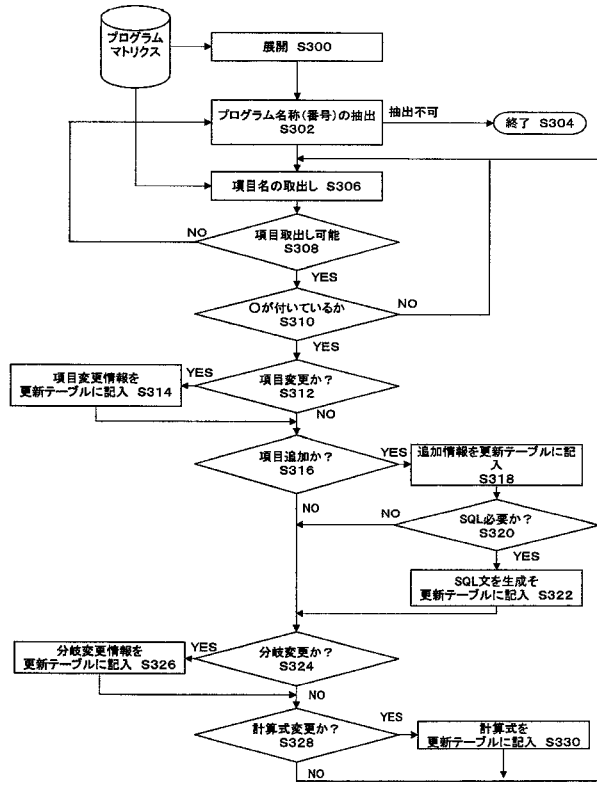 プログラム
マトリクス
展開 S300
プログラム名称(番号)の抽出
S302
抽出不可
終了 S304
項目名の取出し S306
項目取出し可能
S308
NO
YES
〇が付いているか
S310
NO
YES
項目変更か?
S312
YES
項目変更情報を
更新テーブルに記入 S314
NO
項目追加か?
S316
YES
追加情報を更新テーブルに記
入
S318
NO
NO
SQL必要か?
S320
YES
SQL文を生成そ
更新テーブルに記入 S322
分岐変更か?
S324
YES
分岐変更情報を
更新テーブルに記入 S326
NO
計算式変更か?
S328
YES
計算式を
更新テーブルに記入 S330
NO